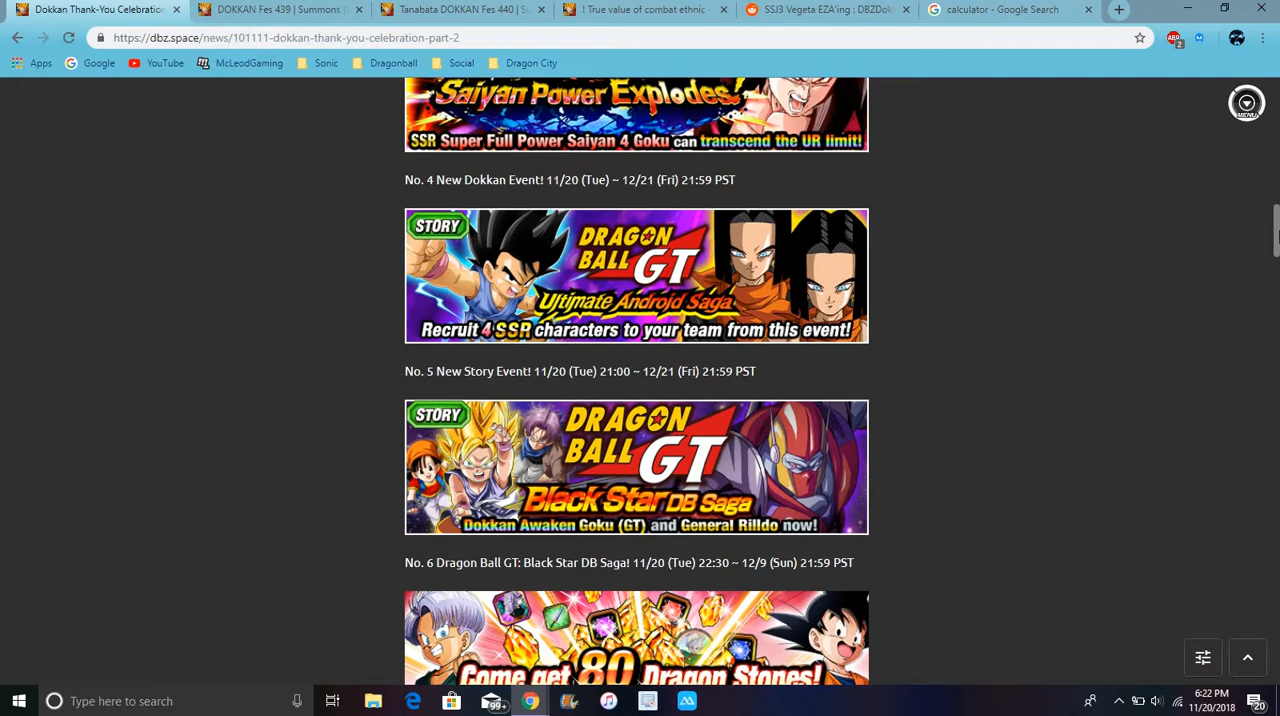 Dokkan Thank-You Celebration
DOKKAN Fes 439 | Summons |
Tanabata DOKKAN Fes 440 | Su
! True value of combat ethnic -
SSJ3 Vegeta EZA'ing : DBZDok
calculator - Google Search
https://dbz.space/news/101111-dokkan-thank-you-celebration-part-2
ABP
2
Apps
Google
YouTube
McLeodGaming
Sonic
Dragonball
Social
Dragon City
MENU
Saiyan Power Explodes!
SSR Super Full Power Saiyan 4 Goku can transcend the UR limit!
No. 4 New Dokkan Event! 11/20 (Tue) ~ 12/21 (Fri) 21:59 PST
STORY
DRAGON
BALL GT
Ultimate Android Saga
Recruit 4 SSR characters to your team from this event!
No. 5 New Story Event! 11/20 (Tue) 21:00 ~ 12/21 (Fri) 21:59 PST
STORY
DRAGON
BALL GT
Black Star DB Saga
Dokkan Awaken Goku (GT) and General Rilldo now!
No. 6 Dragon Ball GT: Black Star DB Saga! 11/20 (Tue) 22:30 ~ 12/9 (Sun) 21:59 PST
Come get 80 Dragon Stones!
Type here to search
99+
6:22 PM
11/20/2018
20